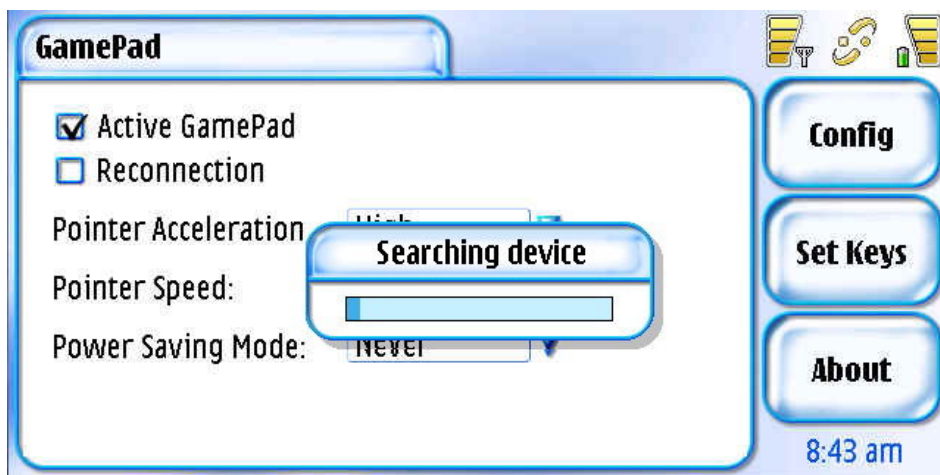 GamePad
Active GamePad
Reconnection
Pointer Acceleration
High
Searching device
Pointer Speed:
Power Saving Mode:
Never
Config
Set Keys
About
8:43 am